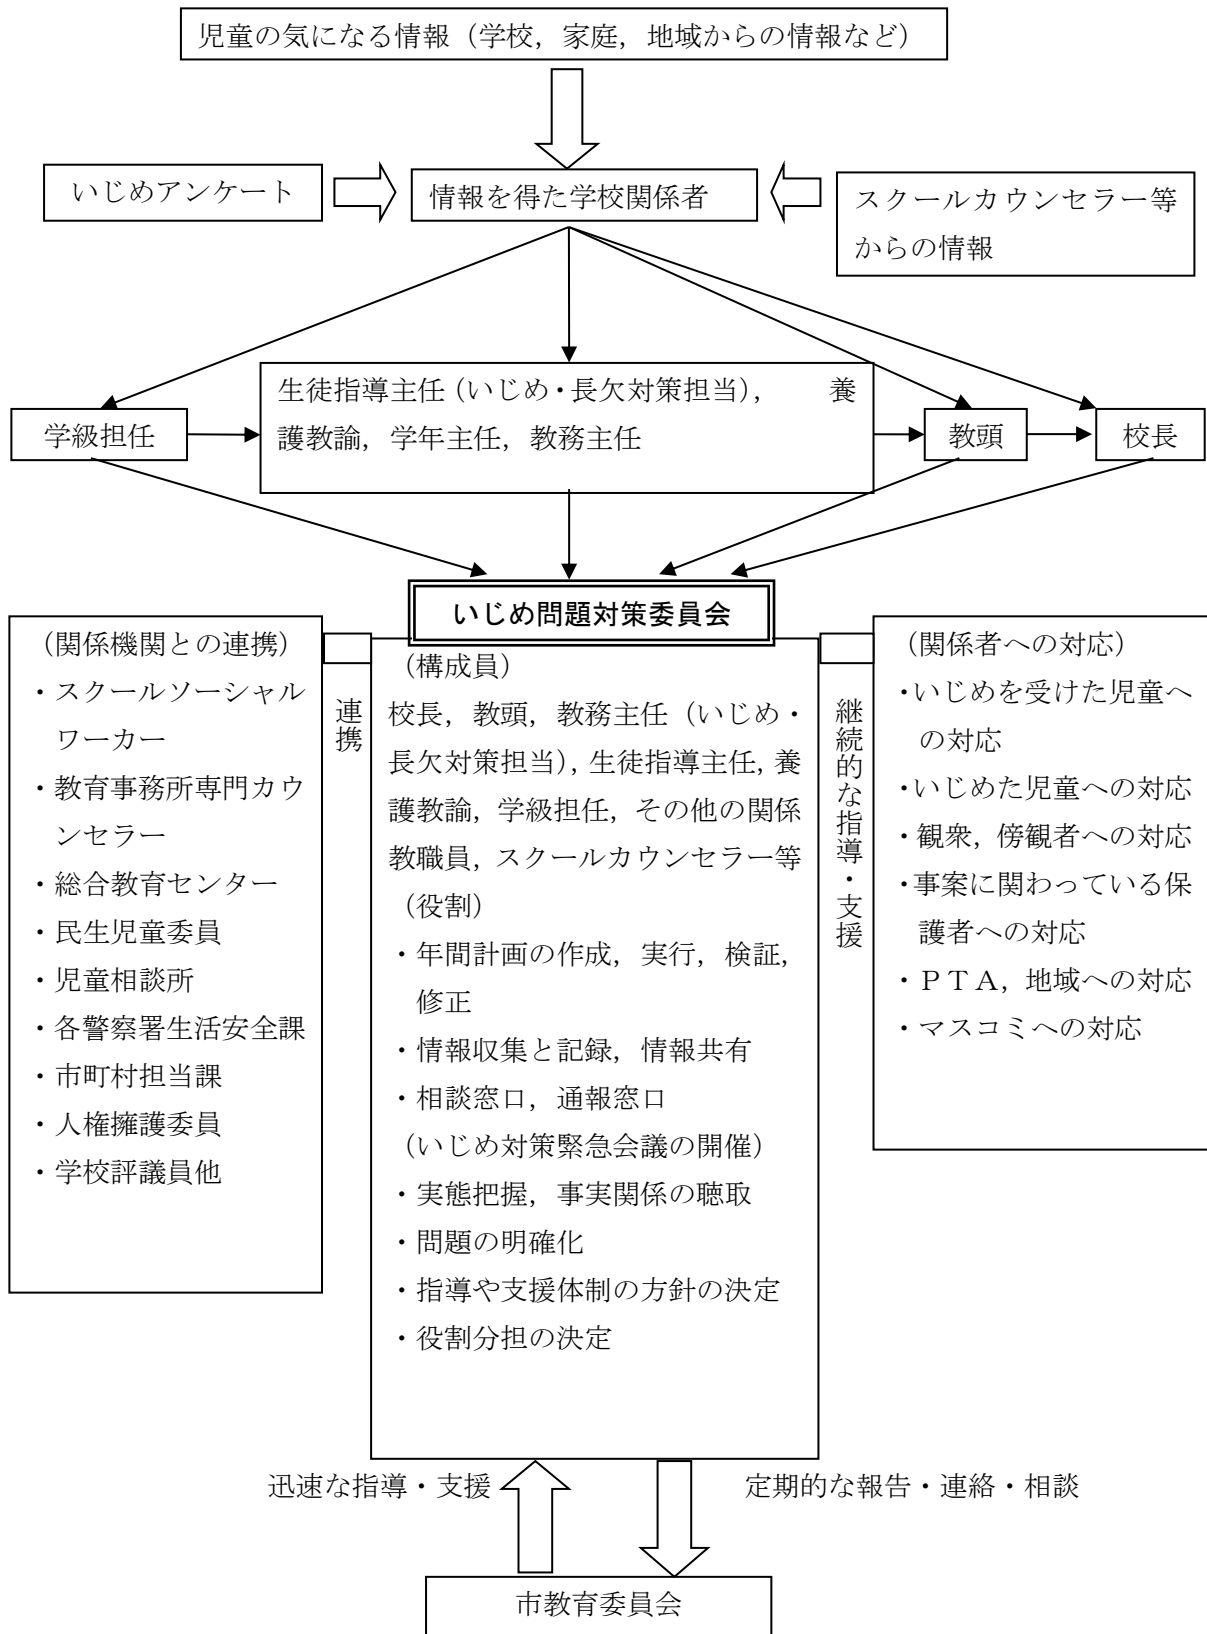 児童の気になる情報（学校，家庭，地域からの情報など）
いじめアンケート
情報を得た学校関係者
スクールカウンセラー等
からの情報
学級担任
生徒指導主任（いじめ・長欠対策担当），　　養
護教諭，学年主任，教務主任
教頭
校長
いじめ問題対策委員会
（関係機関との連携）
・スクールソーシャル
ワーカー
・教育事務所専門カウ
ンセラー
・総合教育センター
・民生児童委員
・児童相談所
・各警察署生活安全課
・市町村担当課
・人権擁護委員
・学校評議員他
連携
（構成員）
校長，教頭，教務主任（いじめ・
長欠対策担当），生徒指導主任，養
護教諭，学級担任，その他の関係
教職員，スクールカウンセラー等
（役割）
・年間計画の作成，実行，検証，
修正
・情報収集と記録，情報共有
・相談窓口，通報窓口
（いじめ対策緊急会議の開催）
・実態把握，事実関係の聴取
・問題の明確化
・指導や支援体制の方針の決定
・役割分担の決定
継続的な指導・支援
（関係者への対応）
・いじめを受けた児童へ
の対応
・いじめた児童への対応
・観衆，傍観者への対応
・事案に関わっている保
護者への対応
・ＰＴＡ，地域への対応
・マスコミへの対応
迅速な指導・支援
定期的な報告・連絡・相談
市教育委員会